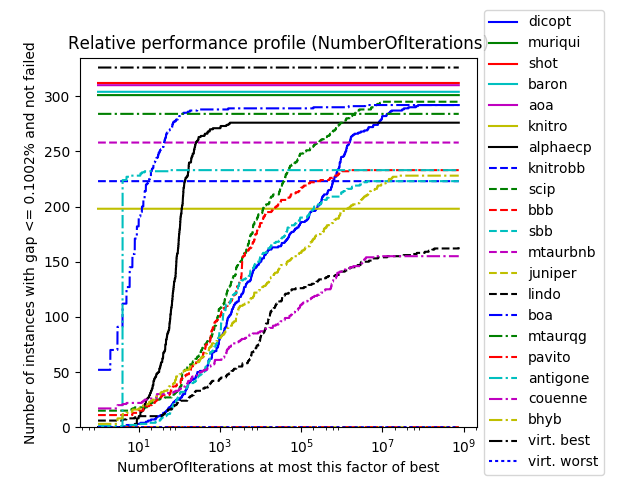 Relative performance profile (NumberOfIterations)
Number of instances with gap <= 0.1002% and not failed
300
250
200
150
100
50
0
10¹ 10³ 10⁵ 10⁷ 10⁹
NumberOfIterations at most this factor of best
dicopt
muriqui
shot
baron
aoa
knitro
alphaecp
knitrobb
scip
bbb
sbb
mtaurbnb
juniper
lindo
boa
mtaurqg
pavito
antigone
couenne
bhyb
virt. best
virt. worst